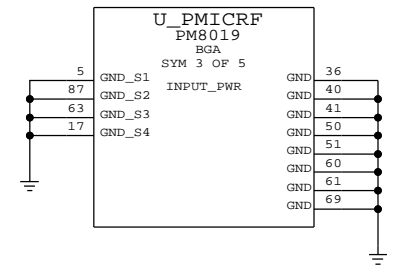 U_PMICRF
PM8019
BGA
SYM 3 OF 5
INPUT_PWR
5 GND_S1
87 GND_S2
63 GND_S3
17 GND_S4
GND 36
GND 40
GND 41
GND 50
GND 51
GND 60
GND 61
GND 69